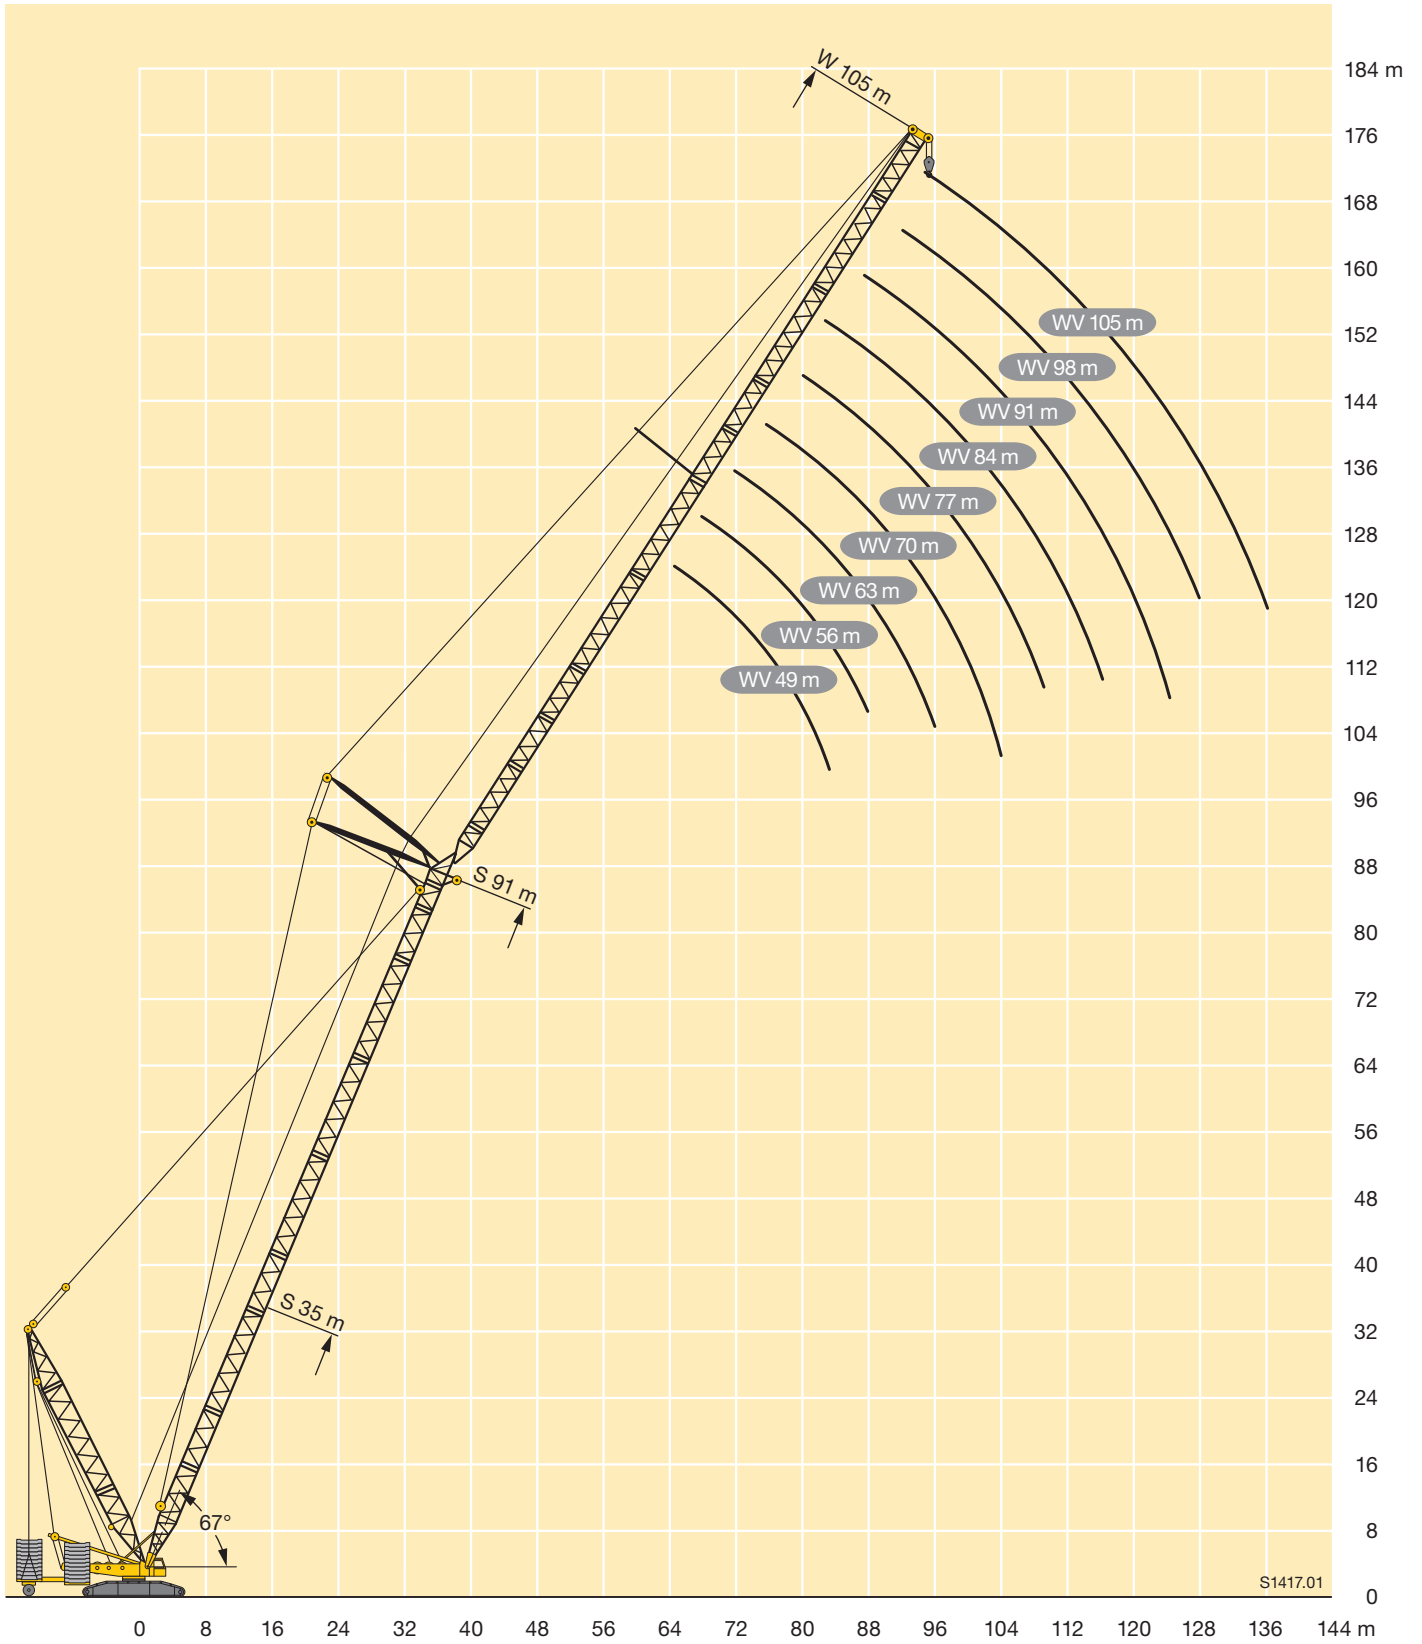 W 105 m
184 m
176
168
160
WV 105 m
152
WV 98 m
144
WV 91 m
WV 84 m
136
WV 77 m
128
WV 70 m
WV 63 m
120
WV 56 m
112
WV 49 m
104
96
S 91 m
88
80
72
64
56
48
40
S 35 m
32
24
16
67°
8
S1417.01
0
0 8 16 24 32 40 48 56 64 72 80 88 96 104 112 120 128 136 144 m